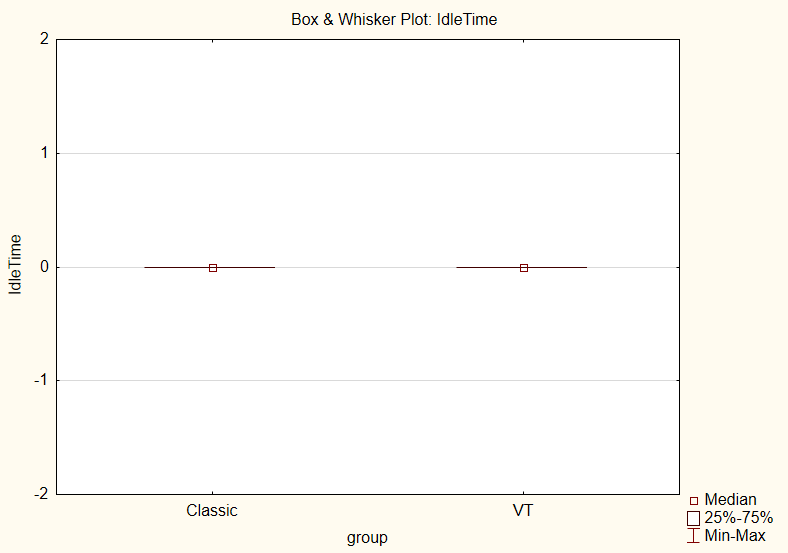 Box & Whisker Plot: IdleTime
2
1
0
-1
-2
IdleTime
Classic
VT
group
Median
25%-75%
Min-Max